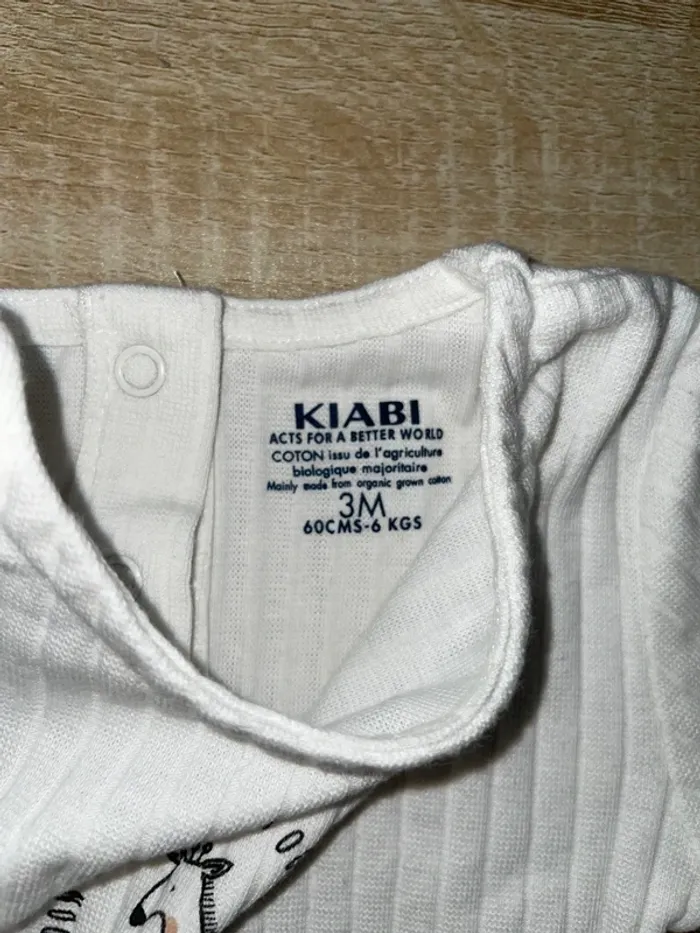 KIABI
ACTS FOR A BETTER WORLD
COTON issu de l'agriculture
biologique majoritaire
Mainly made from organic grown cotton
3M
60CMS-6 KGS